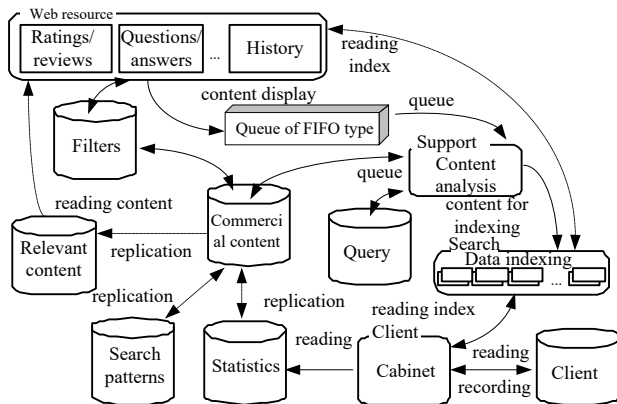 Web resource
Ratings/
reviews
Questions/
answers
...
History
reading
index
content display
queue
Queue of FIFO type
Filters
Support
Content
analysis
queue
reading content
Commerci
al content
content for
indexing
Relevant
content
replication
Query
Search
Data indexing
...
replication
replication
reading index
Client
Search
patterns
Statistics
reading
Cabinet
reading
recording
Client